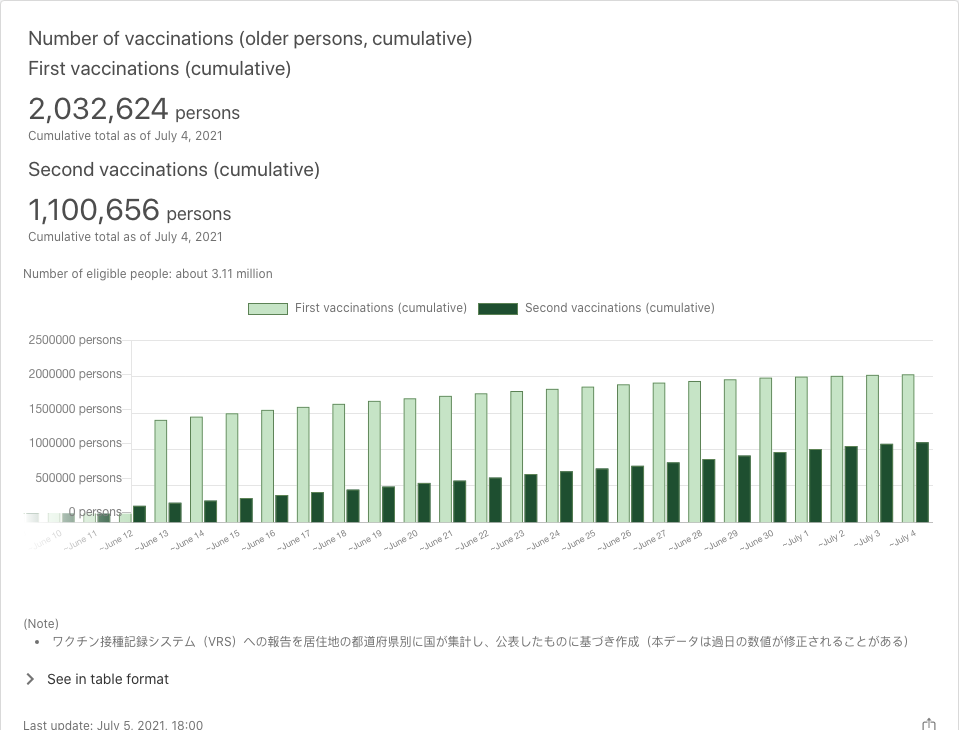 Number of vaccinations (older persons, cumulative)
First vaccinations (cumulative)
2,032,624 persons
Cumulative total as of July 4, 2021
Second vaccinations (cumulative)
1,100,656 persons
Cumulative total as of July 4, 2021
Number of eligible people: about 3.11 million
First vaccinations (cumulative) Second vaccinations (cumulative)
2500000 persons
2000000 persons
1500000 persons
1000000 persons
500000 persons
0 persons
~June 10 ~June 11 ~June 12 ~June 13 ~June 14 ~June 15 ~June 16 ~June 17 ~June 18 ~June 19 ~June 20 ~June 21 ~June 22 ~June 23 ~June 24 ~June 25 ~June 26 ~June 27 ~June 28 ~June 29 ~June 30 ~July 1 ~July 2 ~July 3 ~July 4
(Note)
• ワクチン接種記録システム（VRS）への報告を居住地の都道府県別に国が集計し、公表したものに基づき作成（本データは過日の数値が修正されることがある）
See in table format
Last update: July 5, 2021, 18:00